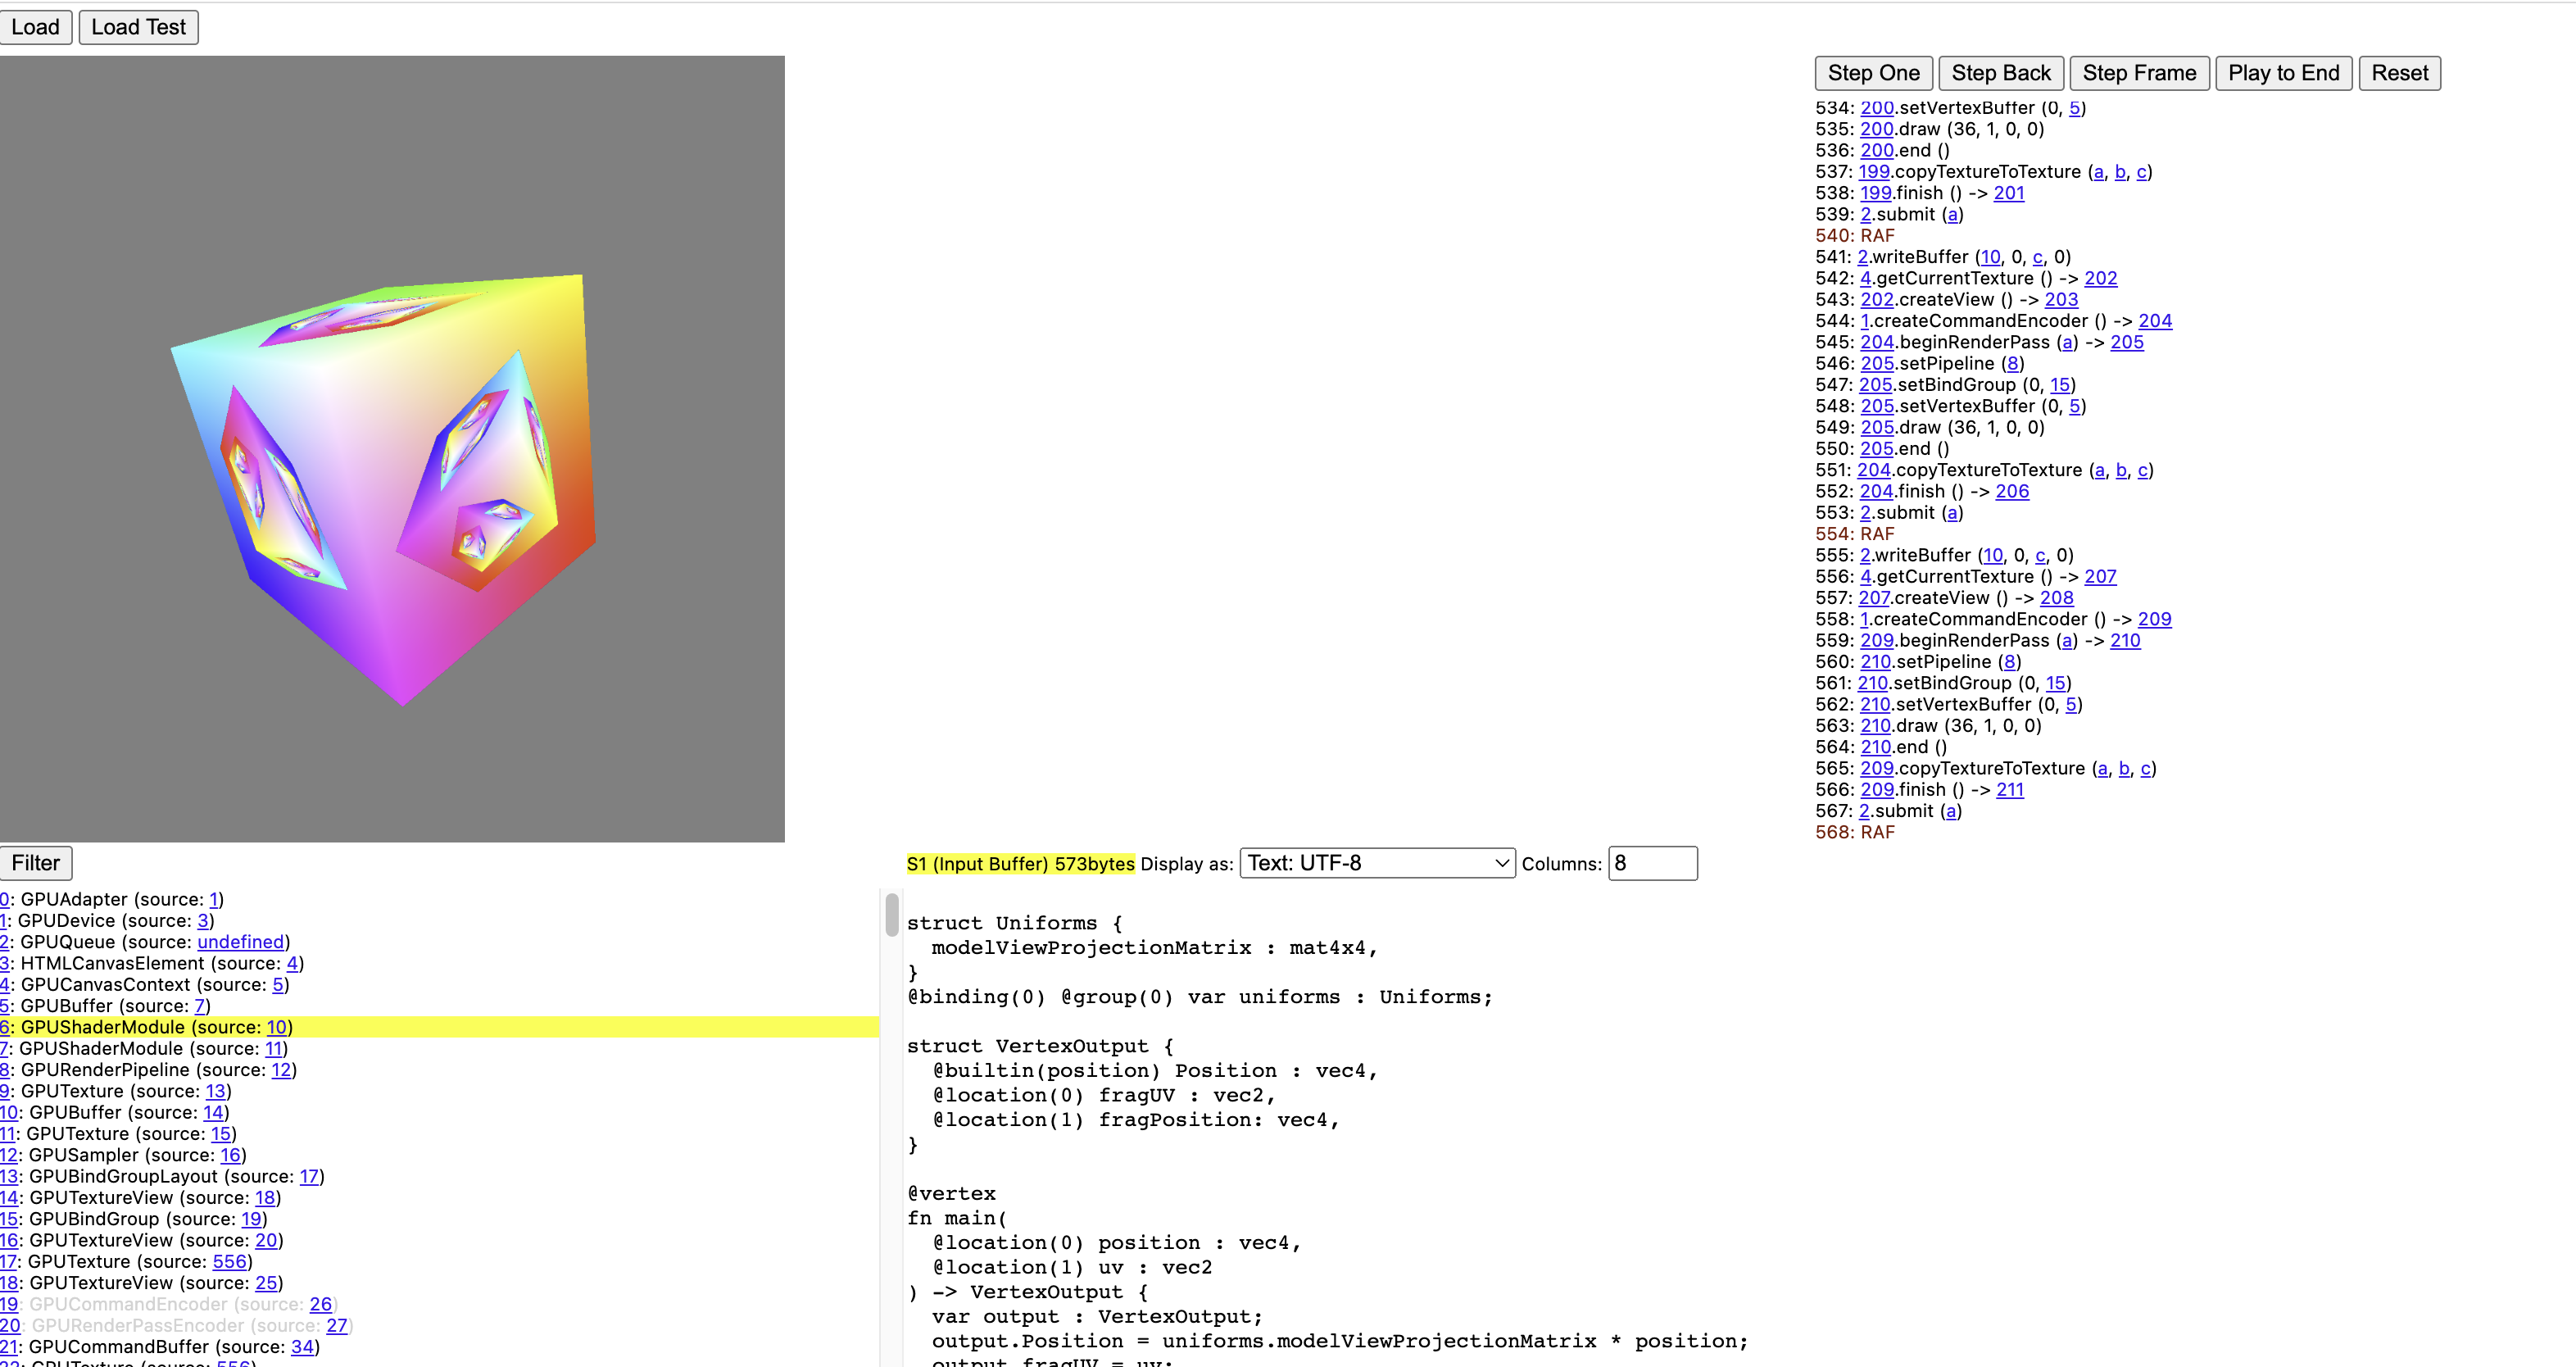 Load Load Test
Step One Step Back Step Frame Play to End Reset
534: 200.setVertexBuffer (0, 5)
535: 200.draw (36, 1, 0, 0)
536: 200.end ()
537: 199.copyTextureToTexture (a, b, c)
538: 199.finish () -> 201
539: 2.submit (a)
540: RAF
541: 2.writeBuffer (10, 0, c, 0)
542: 4.getCurrentTexture () -> 202
543: 202.createView () -> 203
544: 1.createCommandEncoder () -> 204
545: 204.beginRenderPass (a) -> 205
546: 205.setPipeline (8)
547: 205.setBindGroup (0, 15)
548: 205.setVertexBuffer (0, 5)
549: 205.draw (36, 1, 0, 0)
550: 205.end ()
551: 204.copyTextureToTexture (a, b, c)
552: 204.finish () -> 206
553: 2.submit (a)
554: RAF
555: 2.writeBuffer (10, 0, c, 0)
556: 4.getCurrentTexture () -> 207
557: 207.createView () -> 208
558: 1.createCommandEncoder () -> 209
559: 209.beginRenderPass (a) -> 210
560: 210.setPipeline (8)
561: 210.setBindGroup (0, 15)
562: 210.setVertexBuffer (0, 5)
563: 210.draw (36, 1, 0, 0)
564: 210.end ()
565: 209.copyTextureToTexture (a, b, c)
566: 209.finish () -> 211
567: 2.submit (a)
568: RAF
Filter
0: GPUAdapter (source: 1)
1: GPUDevice (source: 3)
2: GPUQueue (source: undefined)
3: HTMLCanvasElement (source: 4)
4: GPUCanvasContext (source: 5)
5: GPUBuffer (source: 7)
6: GPUShaderModule (source: 10)
7: GPUShaderModule (source: 11)
8: GPURenderPipeline (source: 12)
9: GPUTexture (source: 13)
10: GPUBuffer (source: 14)
11: GPUTexture (source: 15)
12: GPUSampler (source: 16)
13: GPUBindGroupLayout (source: 17)
14: GPUTextureView (source: 18)
15: GPUBindGroup (source: 19)
16: GPUTextureView (source: 20)
17: GPUTexture (source: 556)
18: GPUTextureView (source: 25)
19: GPUCommandEncoder (source: 26)
20: GPURenderPassEncoder (source: 27)
21: GPUCommandBuffer (source: 34)
22: GPUTexture (source: 556)
S1 (Input Buffer) 573bytes Display as: Text: UTF-8 Columns: 8
struct Uniforms {
modelViewProjectionMatrix : mat4x4,
}
@binding(0) @group(0) var uniforms : Uniforms;
struct VertexOutput {
@builtin(position) Position : vec4,
@location(0) fragUV : vec2,
@location(1) fragPosition: vec4,
}
@vertex
fn main(
@location(0) position : vec4,
@location(1) uv : vec2
) -> VertexOutput {
var output : VertexOutput;
output.Position = uniforms.modelViewProjectionMatrix * position;
output.fragUV = uv;